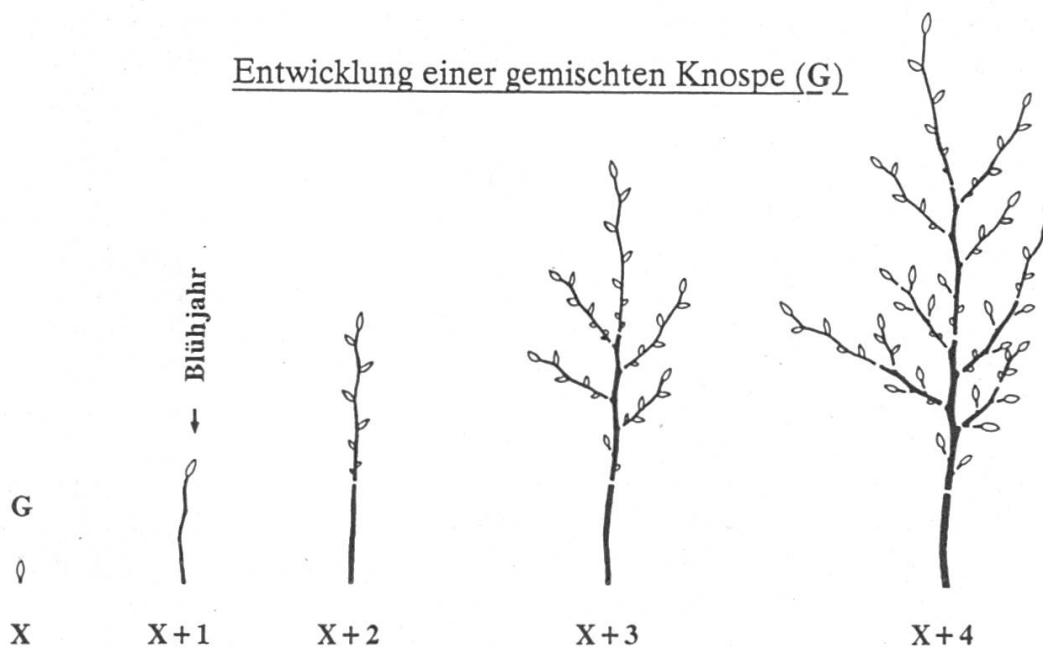 Entwicklung einer gemischten Knospe (G)
Blühjahr
G
X
X+1
X+2
X+3
X+4